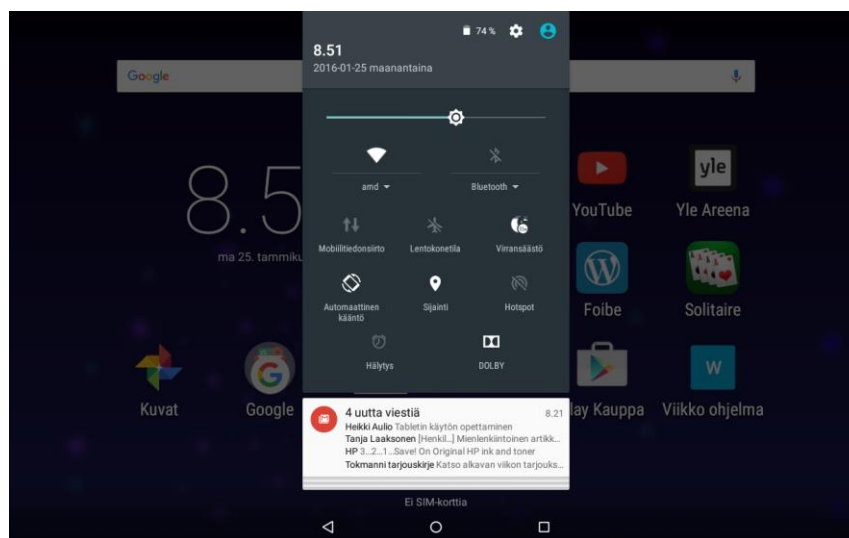 74 %
8.51
2016-01-25 maanantaina
Google
8.5
ma 25. tammiku
amd
Bluetooth
Mobiilitiedonsiirto
Lentokonetila
Virransäästö
Automaattinen
kääntö
Sijainti
Hotspot
Hälytys
DOLBY
YouTube
yle
Yle Areena
Foibe
Solitaire
Kuvat
Google
lay Kauppa
W
Viikko ohjelma
4 uutta viestiä
8.21
Heikki Aulio Tabletin käytön opettaminen
Tanja Laaksonen [Henkil...] Mienlenkiintoinen artikk...
HP 3...2...1...Save! On Original HP ink and toner
Tokmanni tarjouskirje Katso alkavan viikon tarjouks...
Ei SIM-korttia